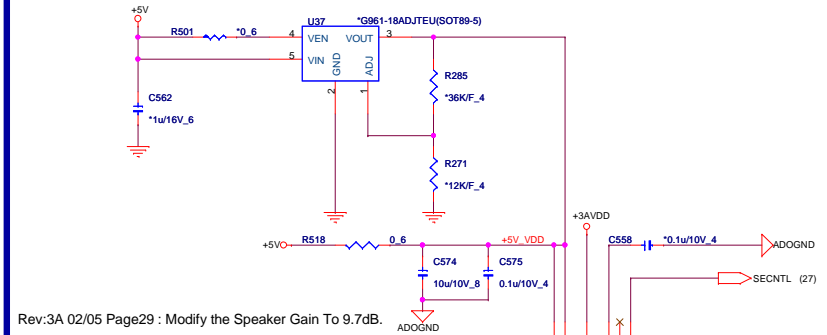 +5V
U37
*G961-18ADJTEU(SOT89-5)
R501
*0_6
4
VEN
VOUT
3
5
VIN
GND
ADJ
2
1
C562
*1u/16V_6
R285
*36K/F_4
R271
*12K/F_4
+5V
R518
0_6
+5V_VDD
+3AVDD
C558
*0.1u/10V_4
ADOGND
C574
10u/10V_8
C575
0.1u/10V_4
SECNTL (27)
ADOGND
Rev:3A 02/05 Page29 : Modify the Speaker Gain To 9.7dB.